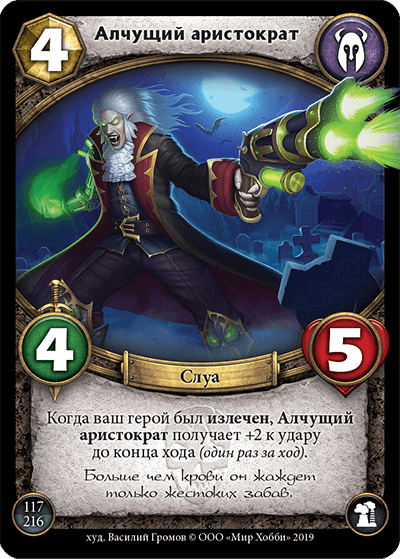 4
Алчущий аристократ
4
5
Слуа
Когда ваш герой был излечен, Алчущий
аристократ получает +2 к удару
до конца хода (один раз за ход).
Больше чем крови он жаждет
только жестоких забав.
117
216
худ. Василий Громов © ООО «Мир Хобби» 2019